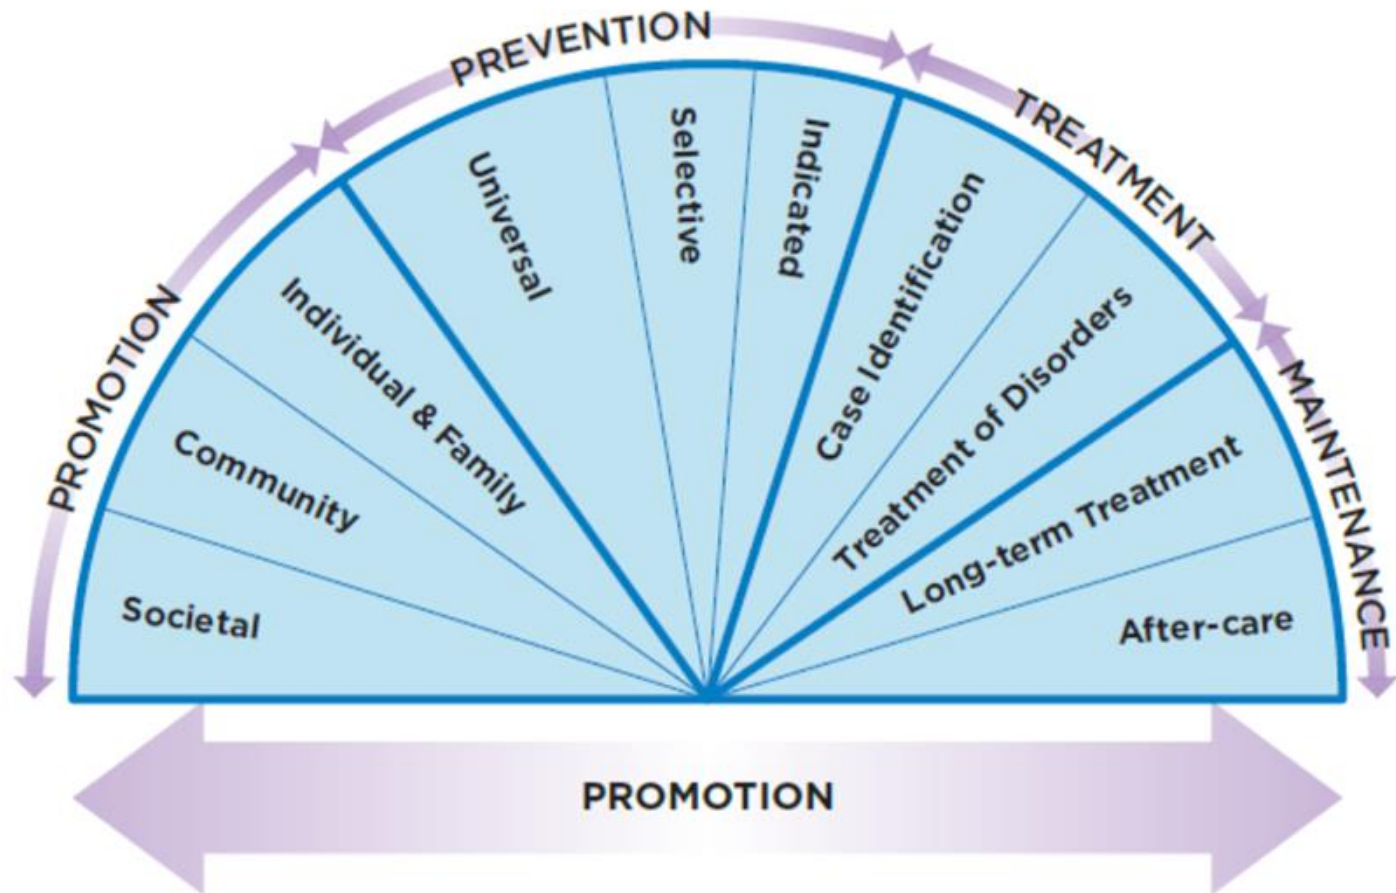 PROMOTION
PREVENTION
TREATMENT
MAINTENANCE
Societal
Community
Individual & Family
Universal
Selective
Indicated
Case Identification
Treatment of Disorders
Long-term Treatment
After-care
PROMOTION